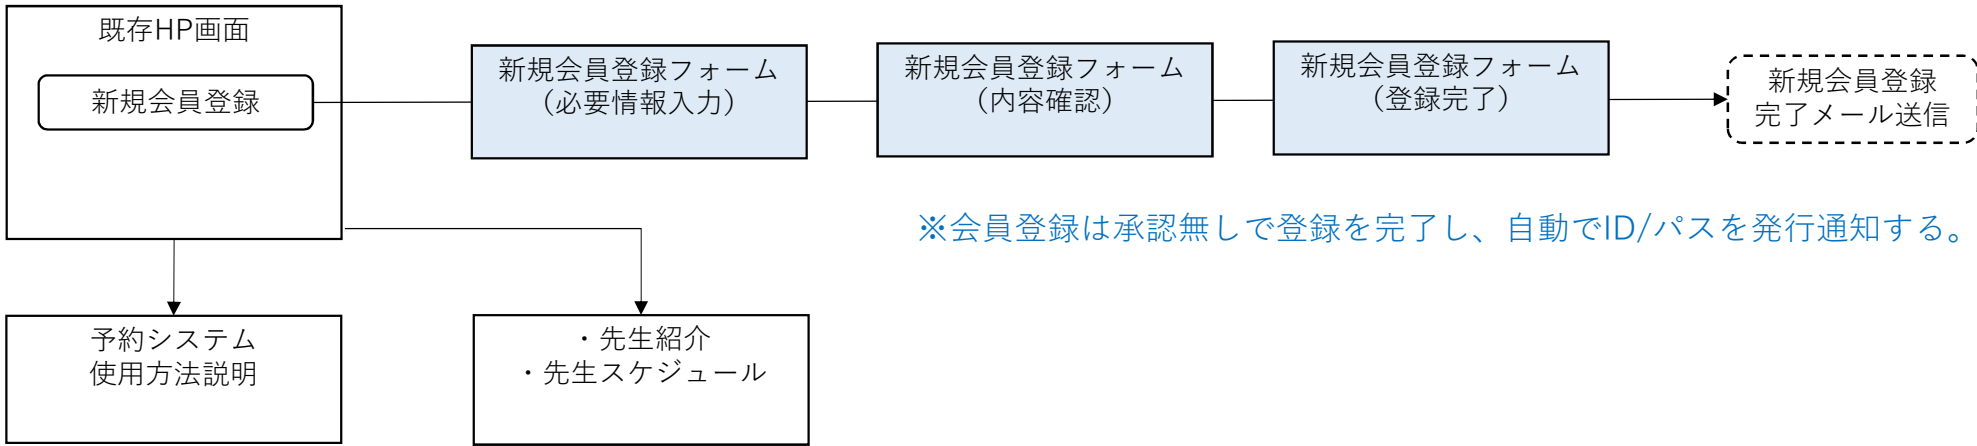 既存HP画面
新規会員登録
新規会員登録フォーム
（必要情報入力）
新規会員登録フォーム
（内容確認）
新規会員登録フォーム
（登録完了）
新規会員登録
完了メール送信
※会員登録は承認無しで登録を完了し、自動でID/パスを発行通知する。
予約システム
使用方法説明
・先生紹介
・先生スケジュール